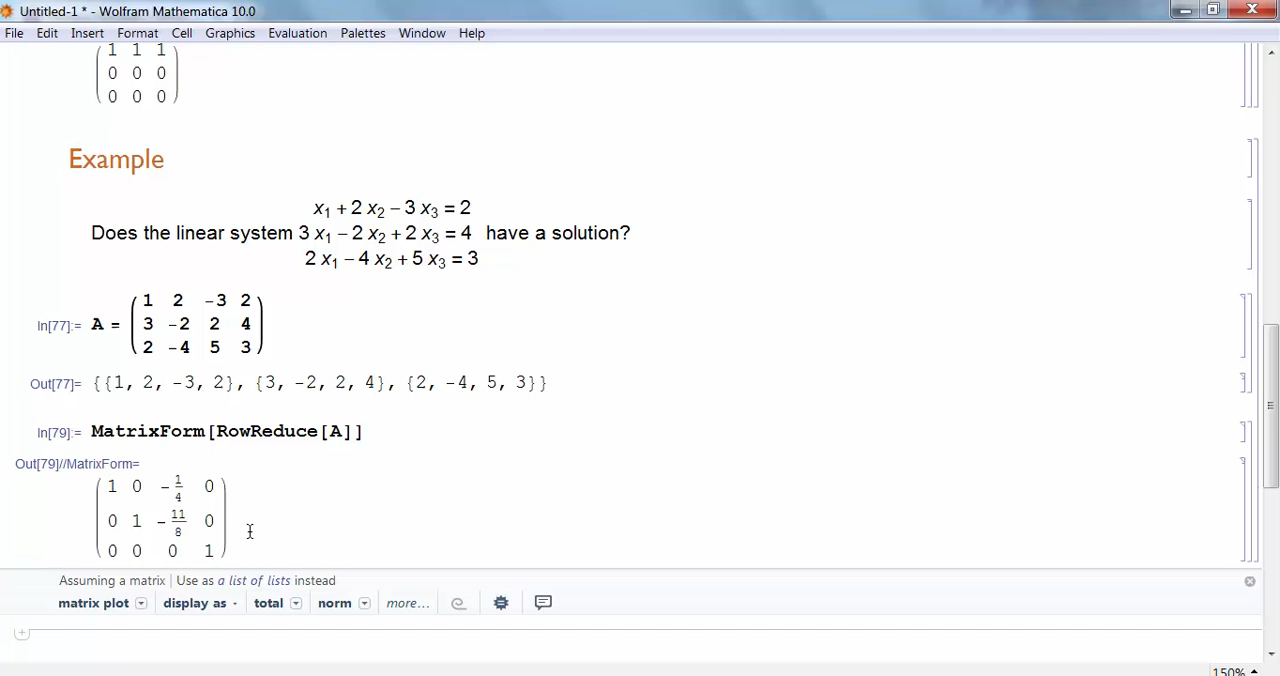 Untitled-1 * - Wolfram Mathematica 10.0
File Edit Insert Format Cell Graphics Evaluation Palettes Window Help
1 1 1
0 0 0
0 0 0
Example
x1 + 2 x2 − 3 x3 = 2
Does the linear system 3 x1 − 2 x2 + 2 x3 = 4 have a solution?
2 x1 − 4 x2 + 5 x3 = 3
1 2 −3 2
In[77]:= A = 3 −2 2 4
2 −4 5 3
Out[77]= {{1, 2, −3, 2}, {3, −2, 2, 4}, {2, −4, 5, 3}}
In[79]:= MatrixForm[RowReduce[A]]
Out[79]//MatrixForm=
1 0 −1/4 0
0 1 −11/8 0
0 0 0 1
Assuming a matrix | Use as a list of lists instead
matrix plot display as total norm more...
150%